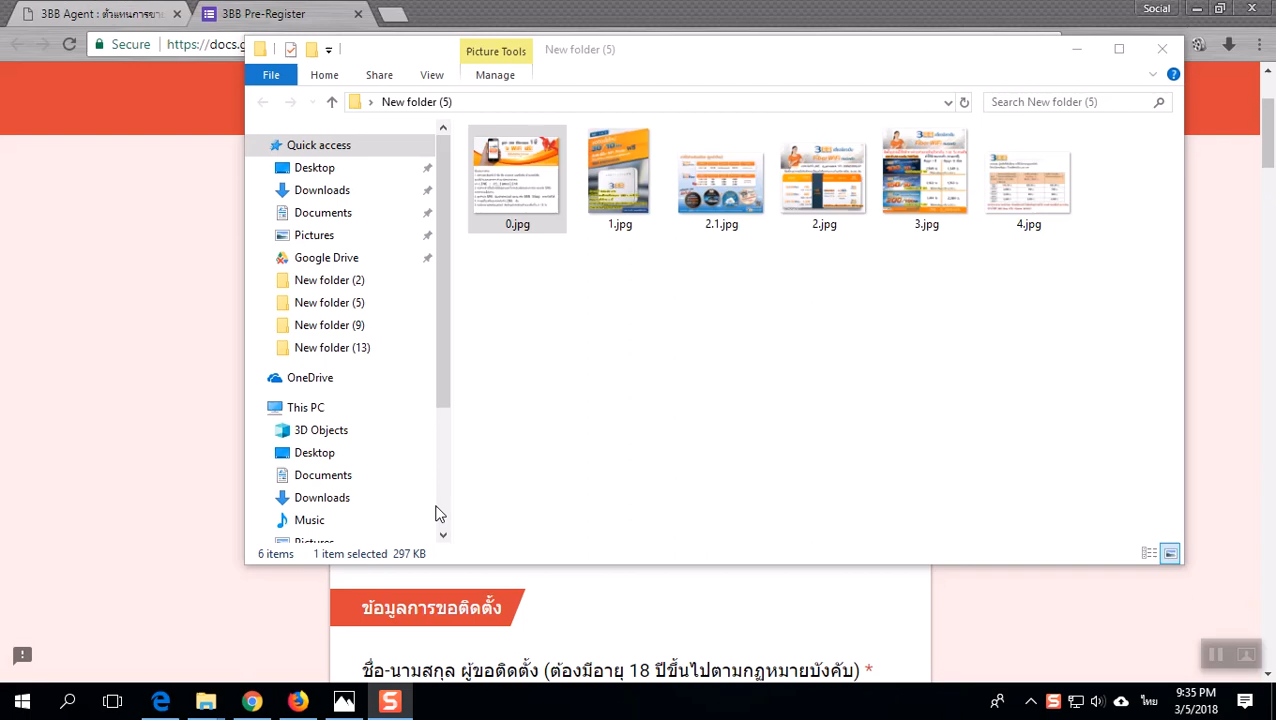 3BB Agent : ตำแหน่งการขาย
3BB Pre-Register
Social
Secure
https://docs.g
Picture Tools
New folder (5)
File
Home
Share
View
Manage
New folder (5)
Search New folder (5)
Quick access
Desktop
Downloads
Documents
Pictures
Google Drive
New folder (2)
New folder (5)
New folder (9)
New folder (13)
OneDrive
This PC
3D Objects
Desktop
Documents
Downloads
Music
Pictures
0.jpg
1.jpg
2.1.jpg
2.jpg
3.jpg
4.jpg
6 items
1 item selected 297 KB
ข้อมูลการขอติดตั้ง
ชื่อ-นามสกุล ผู้ขอติดตั้ง (ต้องมีอายุ 18 ปีขึ้นไปตามกฎหมายบังคับ) *
ไทย
9:35 PM
3/5/2018